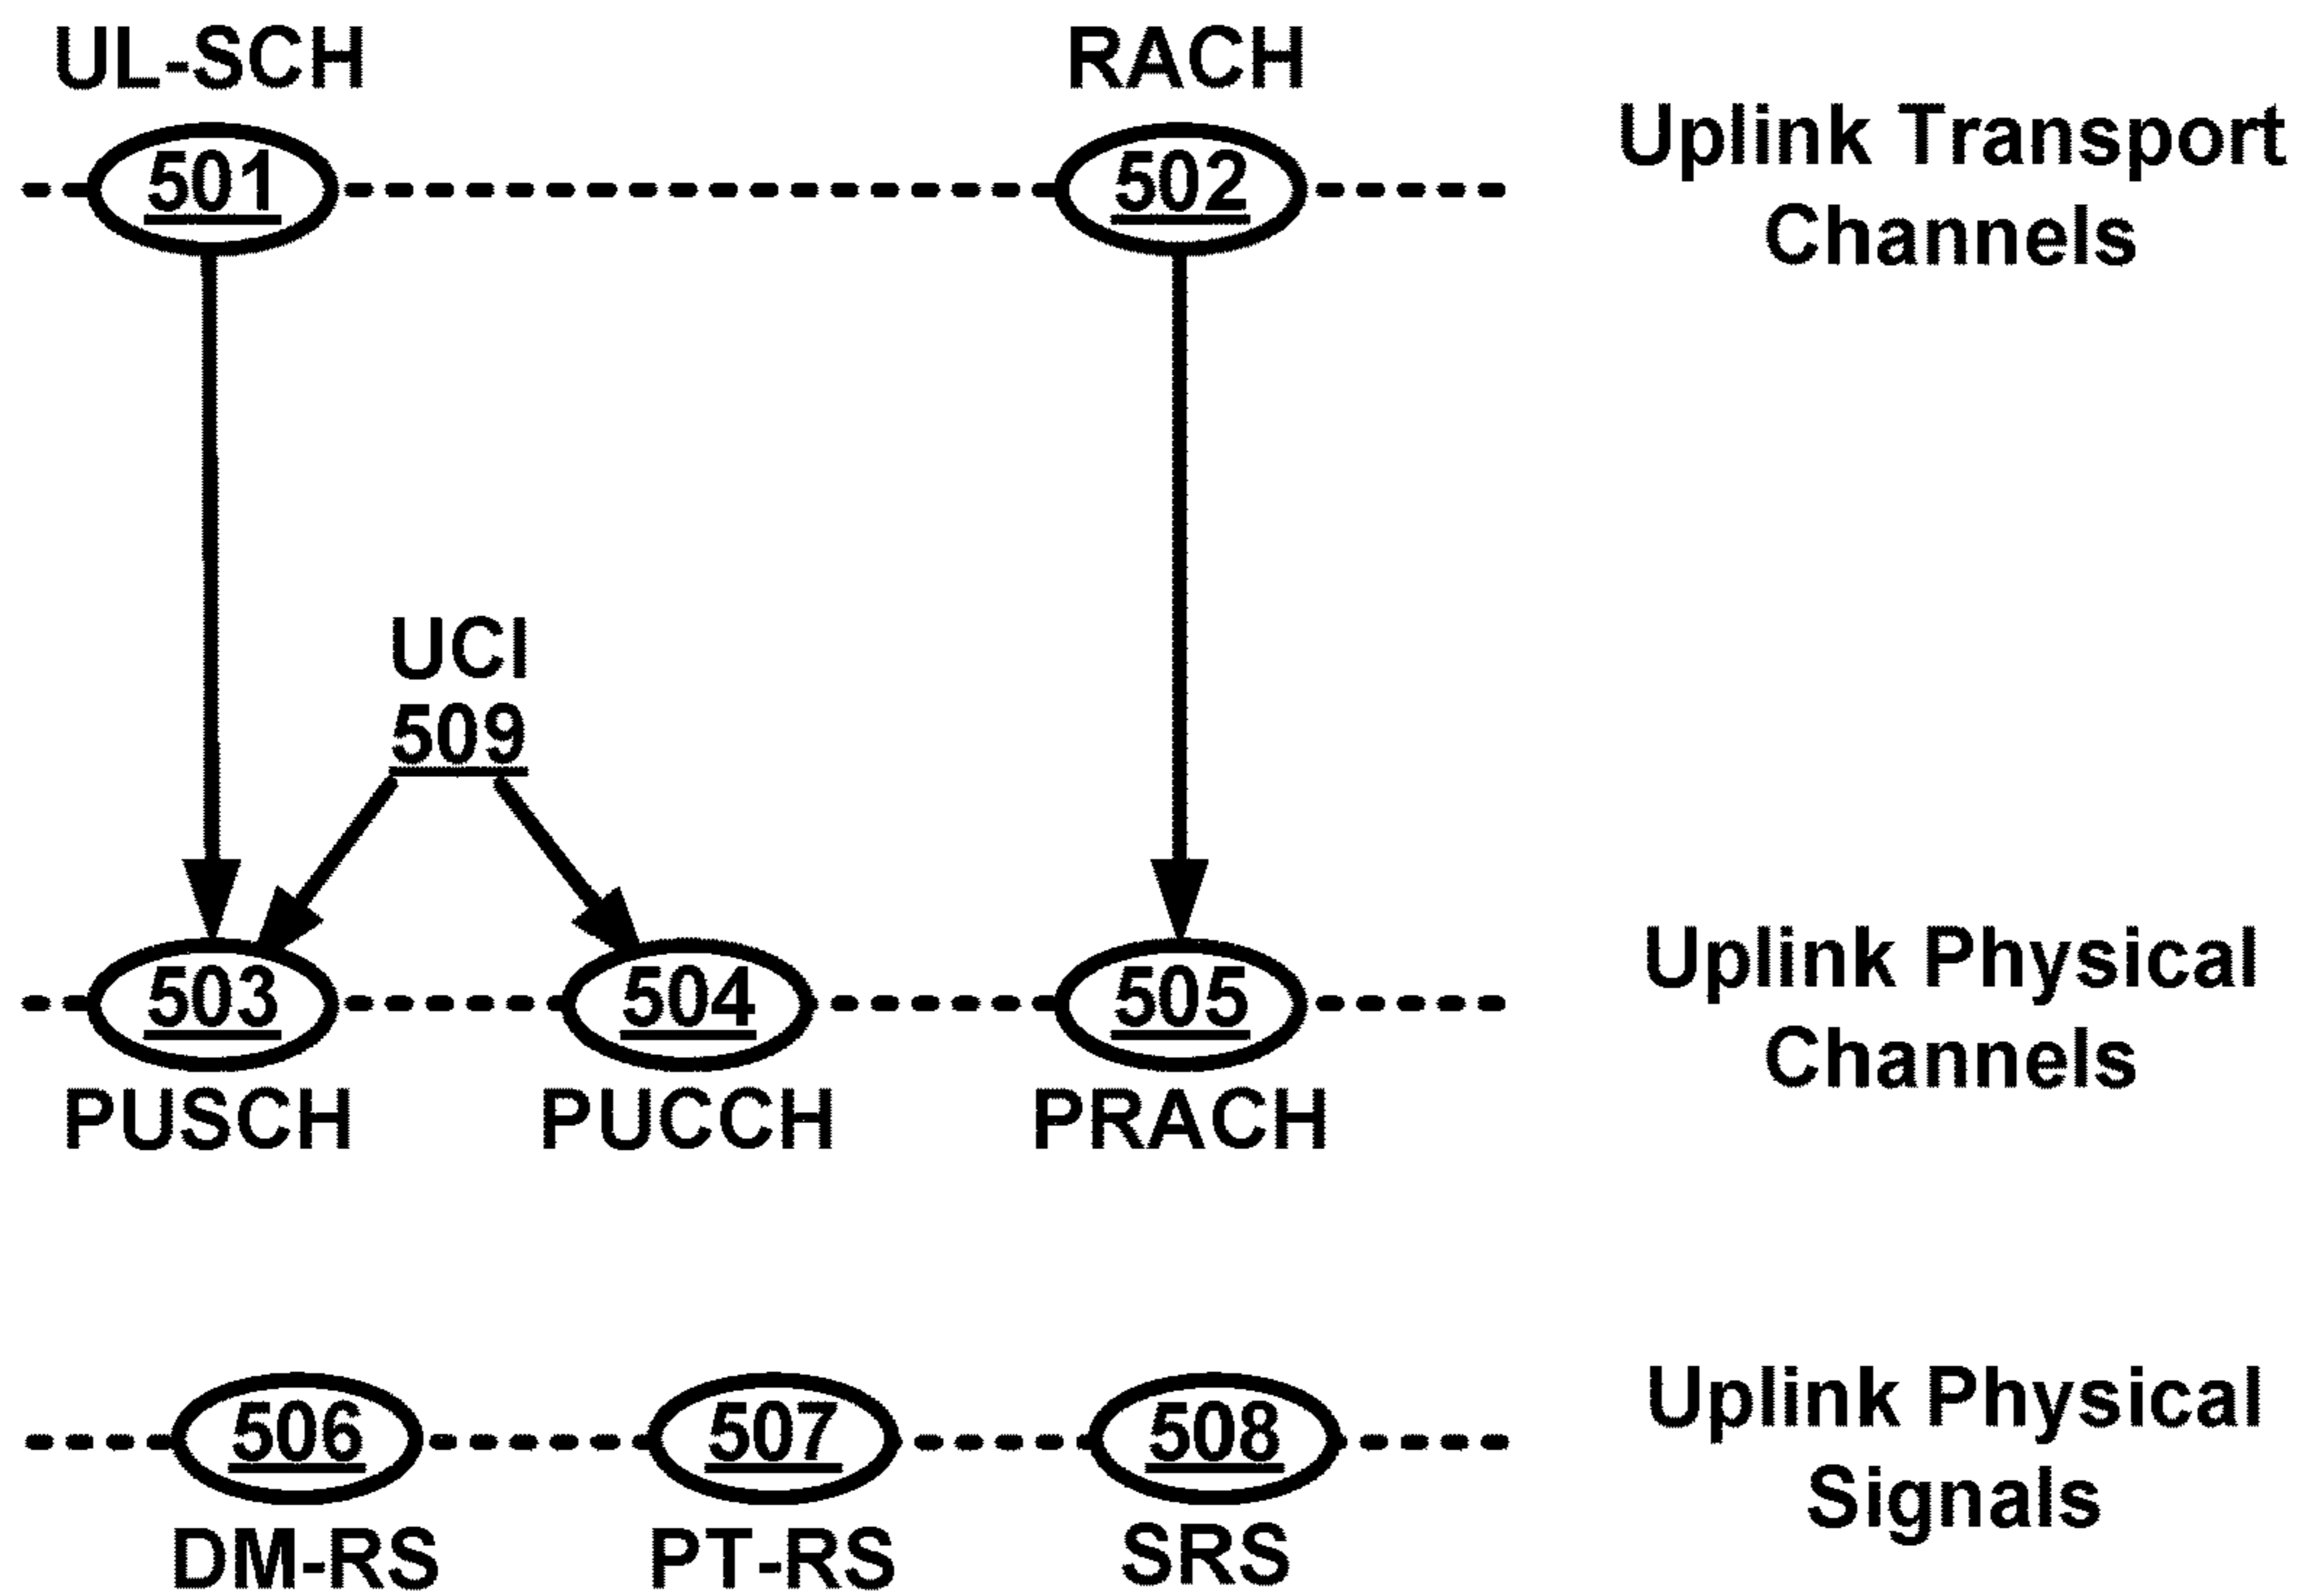 UL-SCH
RACH
501
502
Uplink Transport
Channels
UCI
509
503
504
505
Uplink Physical
Channels
PUSCH
PUCCH
PRACH
506
507
508
Uplink Physical
Signals
DM-RS
PT-RS
SRS